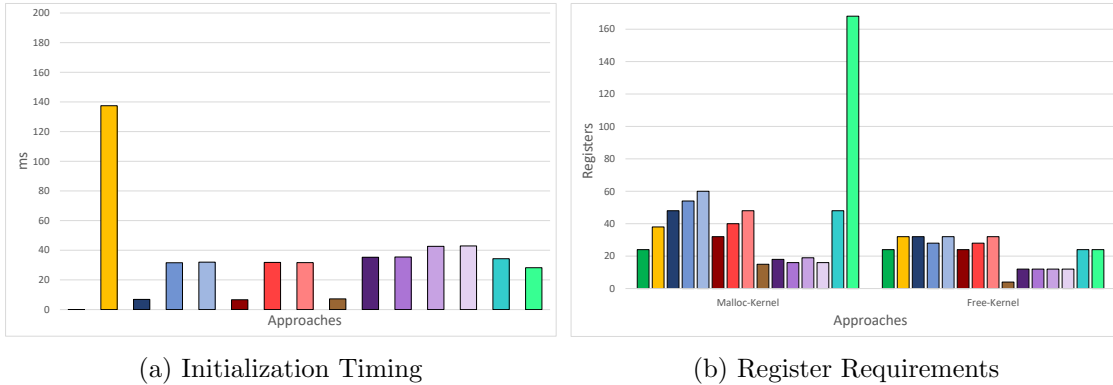 200
180
160
140
120
100
80
60
40
20
0
ms
Approaches
(a) Initialization Timing
160
140
120
100
80
60
40
20
0
Registers
Malloc-Kernel
Free-Kernel
Approaches
(b) Register Requirements